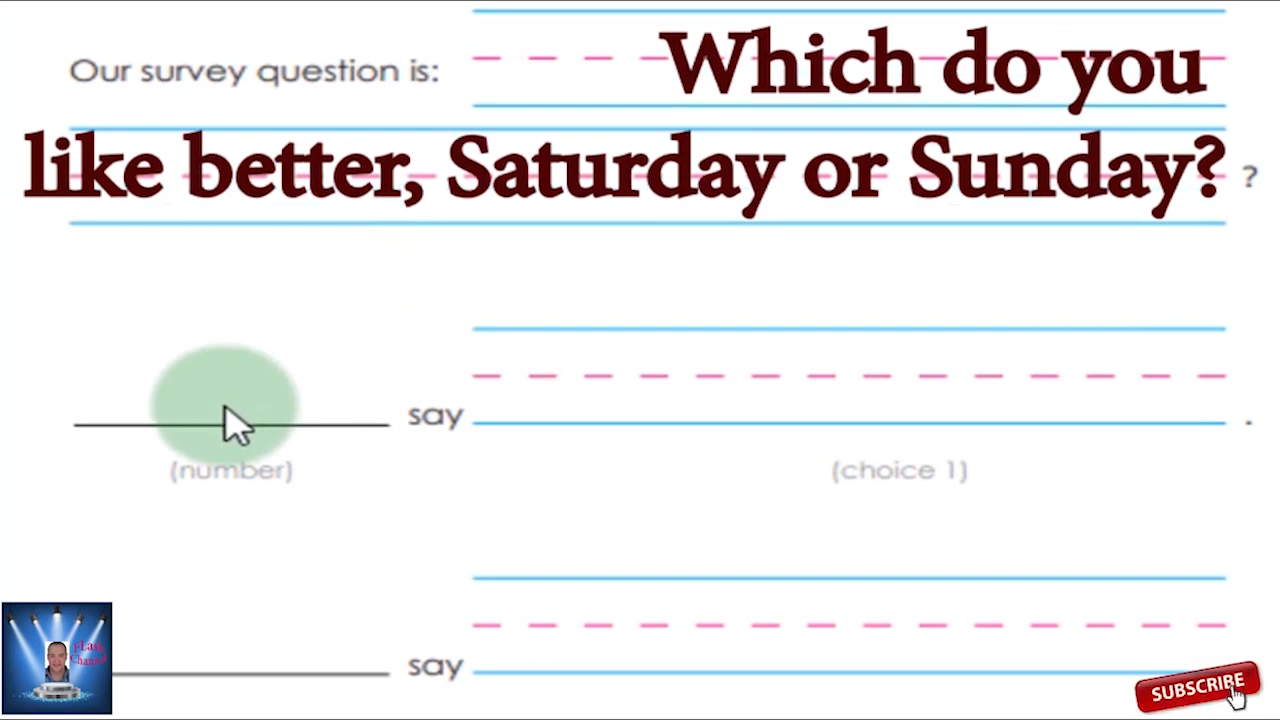 Our survey question is: Which do you
like better, Saturday or Sunday? ?
say .
(number) (choice 1)
say
SUBSCRIBE